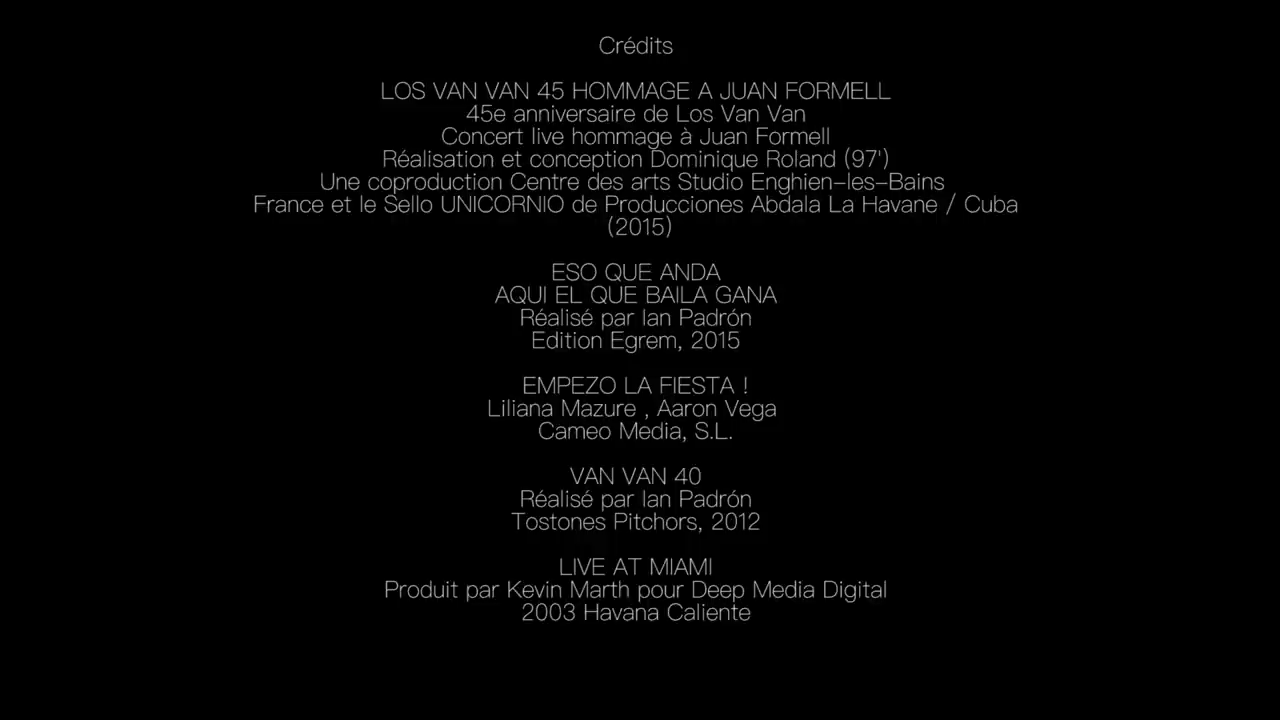 Crédits
LOS VAN VAN 45 HOMMAGE A JUAN FORMELL
45e anniversaire de Los Van Van
Concert live hommage à Juan Formell
Réalisation et conception Dominique Roland (97')
Une coproduction Centre des arts Studio Enghien-les-Bains
France et le Sello UNICORNIO de Producciones Abdala La Havane / Cuba
(2015)
ESO QUE ANDA
AQUI EL QUE BAILA GANA
Réalisé par Ian Padrón
Edition Egrem, 2015
EMPEZO LA FIESTA !
Liliana Mazure , Aaron Vega
Cameo Media, S.L.
VAN VAN 40
Réalisé par Ian Padrón
Tostones Pitchors, 2012
LIVE AT MIAMI
Produit par Kevin Marth pour Deep Media Digital
2003 Havana Caliente